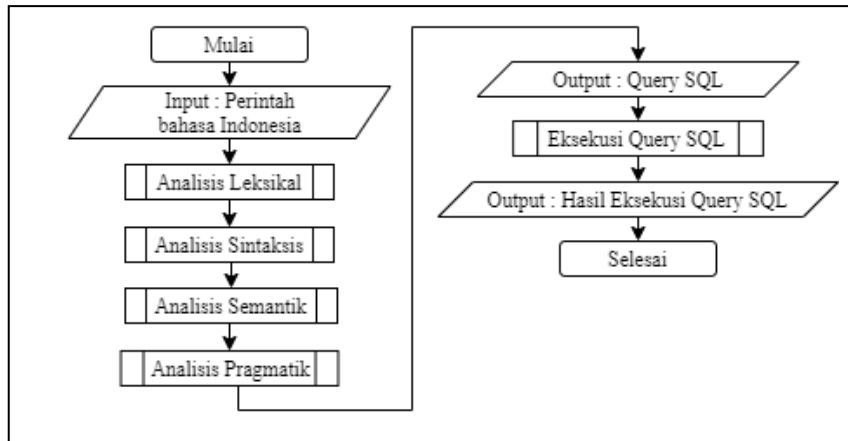 Mulai
Input : Perintah
bahasa Indonesia
Analisis Leksikal
Analisis Sintaksis
Analisis Semantik
Analisis Pragmatik
Output : Query SQL
Eksekusi Query SQL
Output : Hasil Eksekusi Query SQL
Selesai